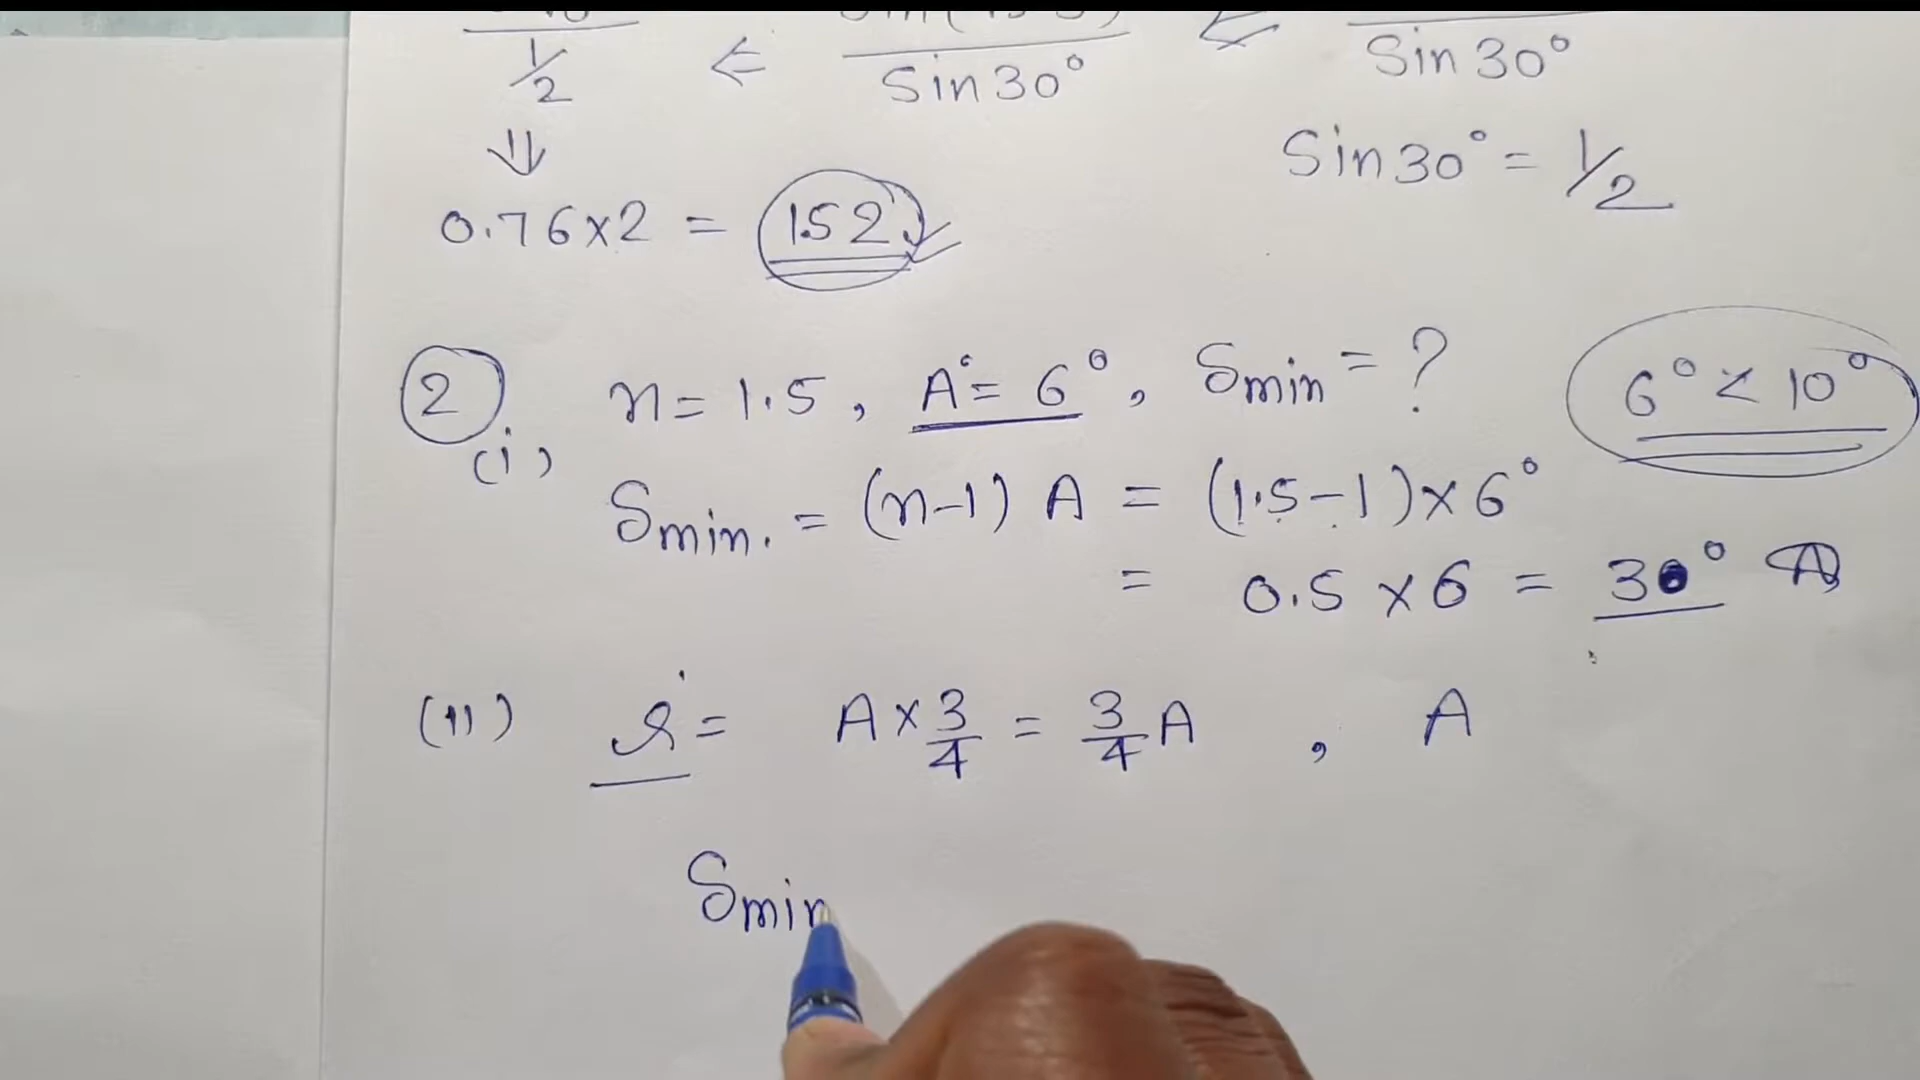 1/2 ⇐ Sin30° ⇐ Sin30°
⇓
Sin30° = 1/2
0.76×2 = 1.52
② n = 1.5 , A = 6° , δmin = ? 6° < 10°
(i) δmin. = (n-1) A = (1.5-1)×6°
= 0.5 × 6 = 3°
(11) = A × 3/4 = 3/4 A , A
δmin